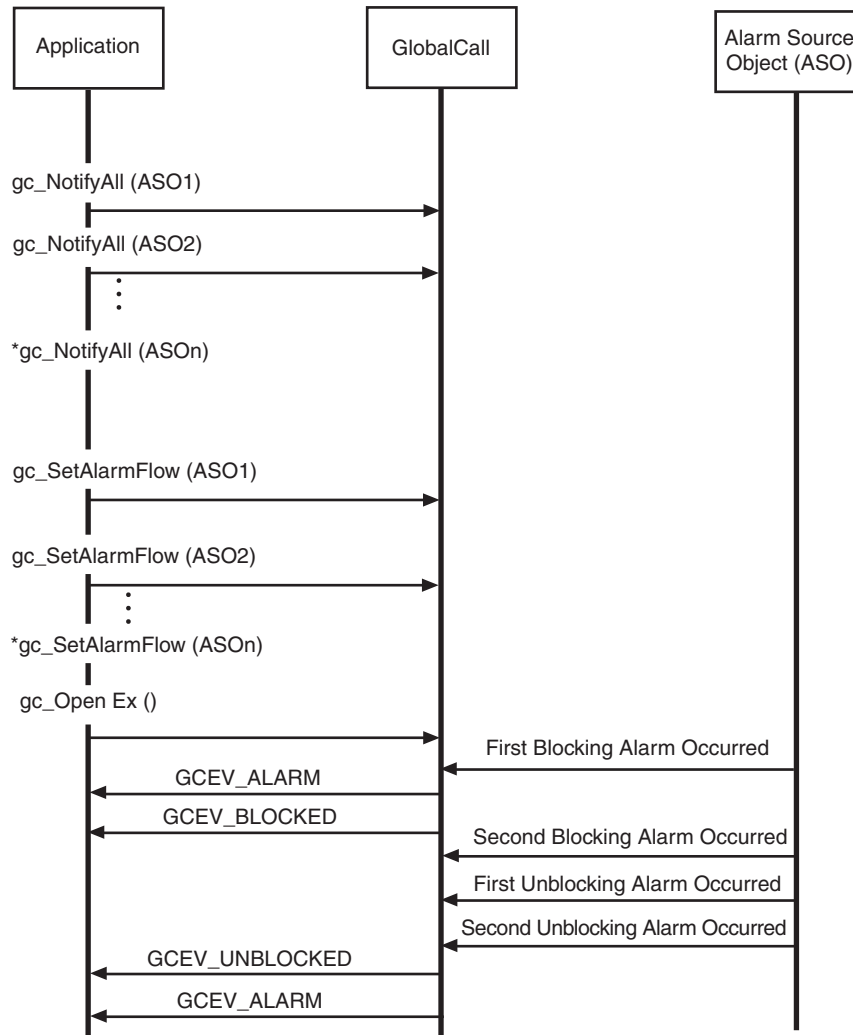 Application
GlobalCall
Alarm Source
Object (ASO)
gc_NotifyAll (ASO1)
gc_NotifyAll (ASO2)
*gc_NotifyAll (ASOn)
gc_SetAlarmFlow (ASO1)
gc_SetAlarmFlow (ASO2)
*gc_SetAlarmFlow (ASOn)
gc_Open Ex ()
First Blocking Alarm Occurred
GCEV_ALARM
GCEV_BLOCKED
Second Blocking Alarm Occurred
First Unblocking Alarm Occurred
Second Unblocking Alarm Occurred
GCEV_UNBLOCKED
GCEV_ALARM